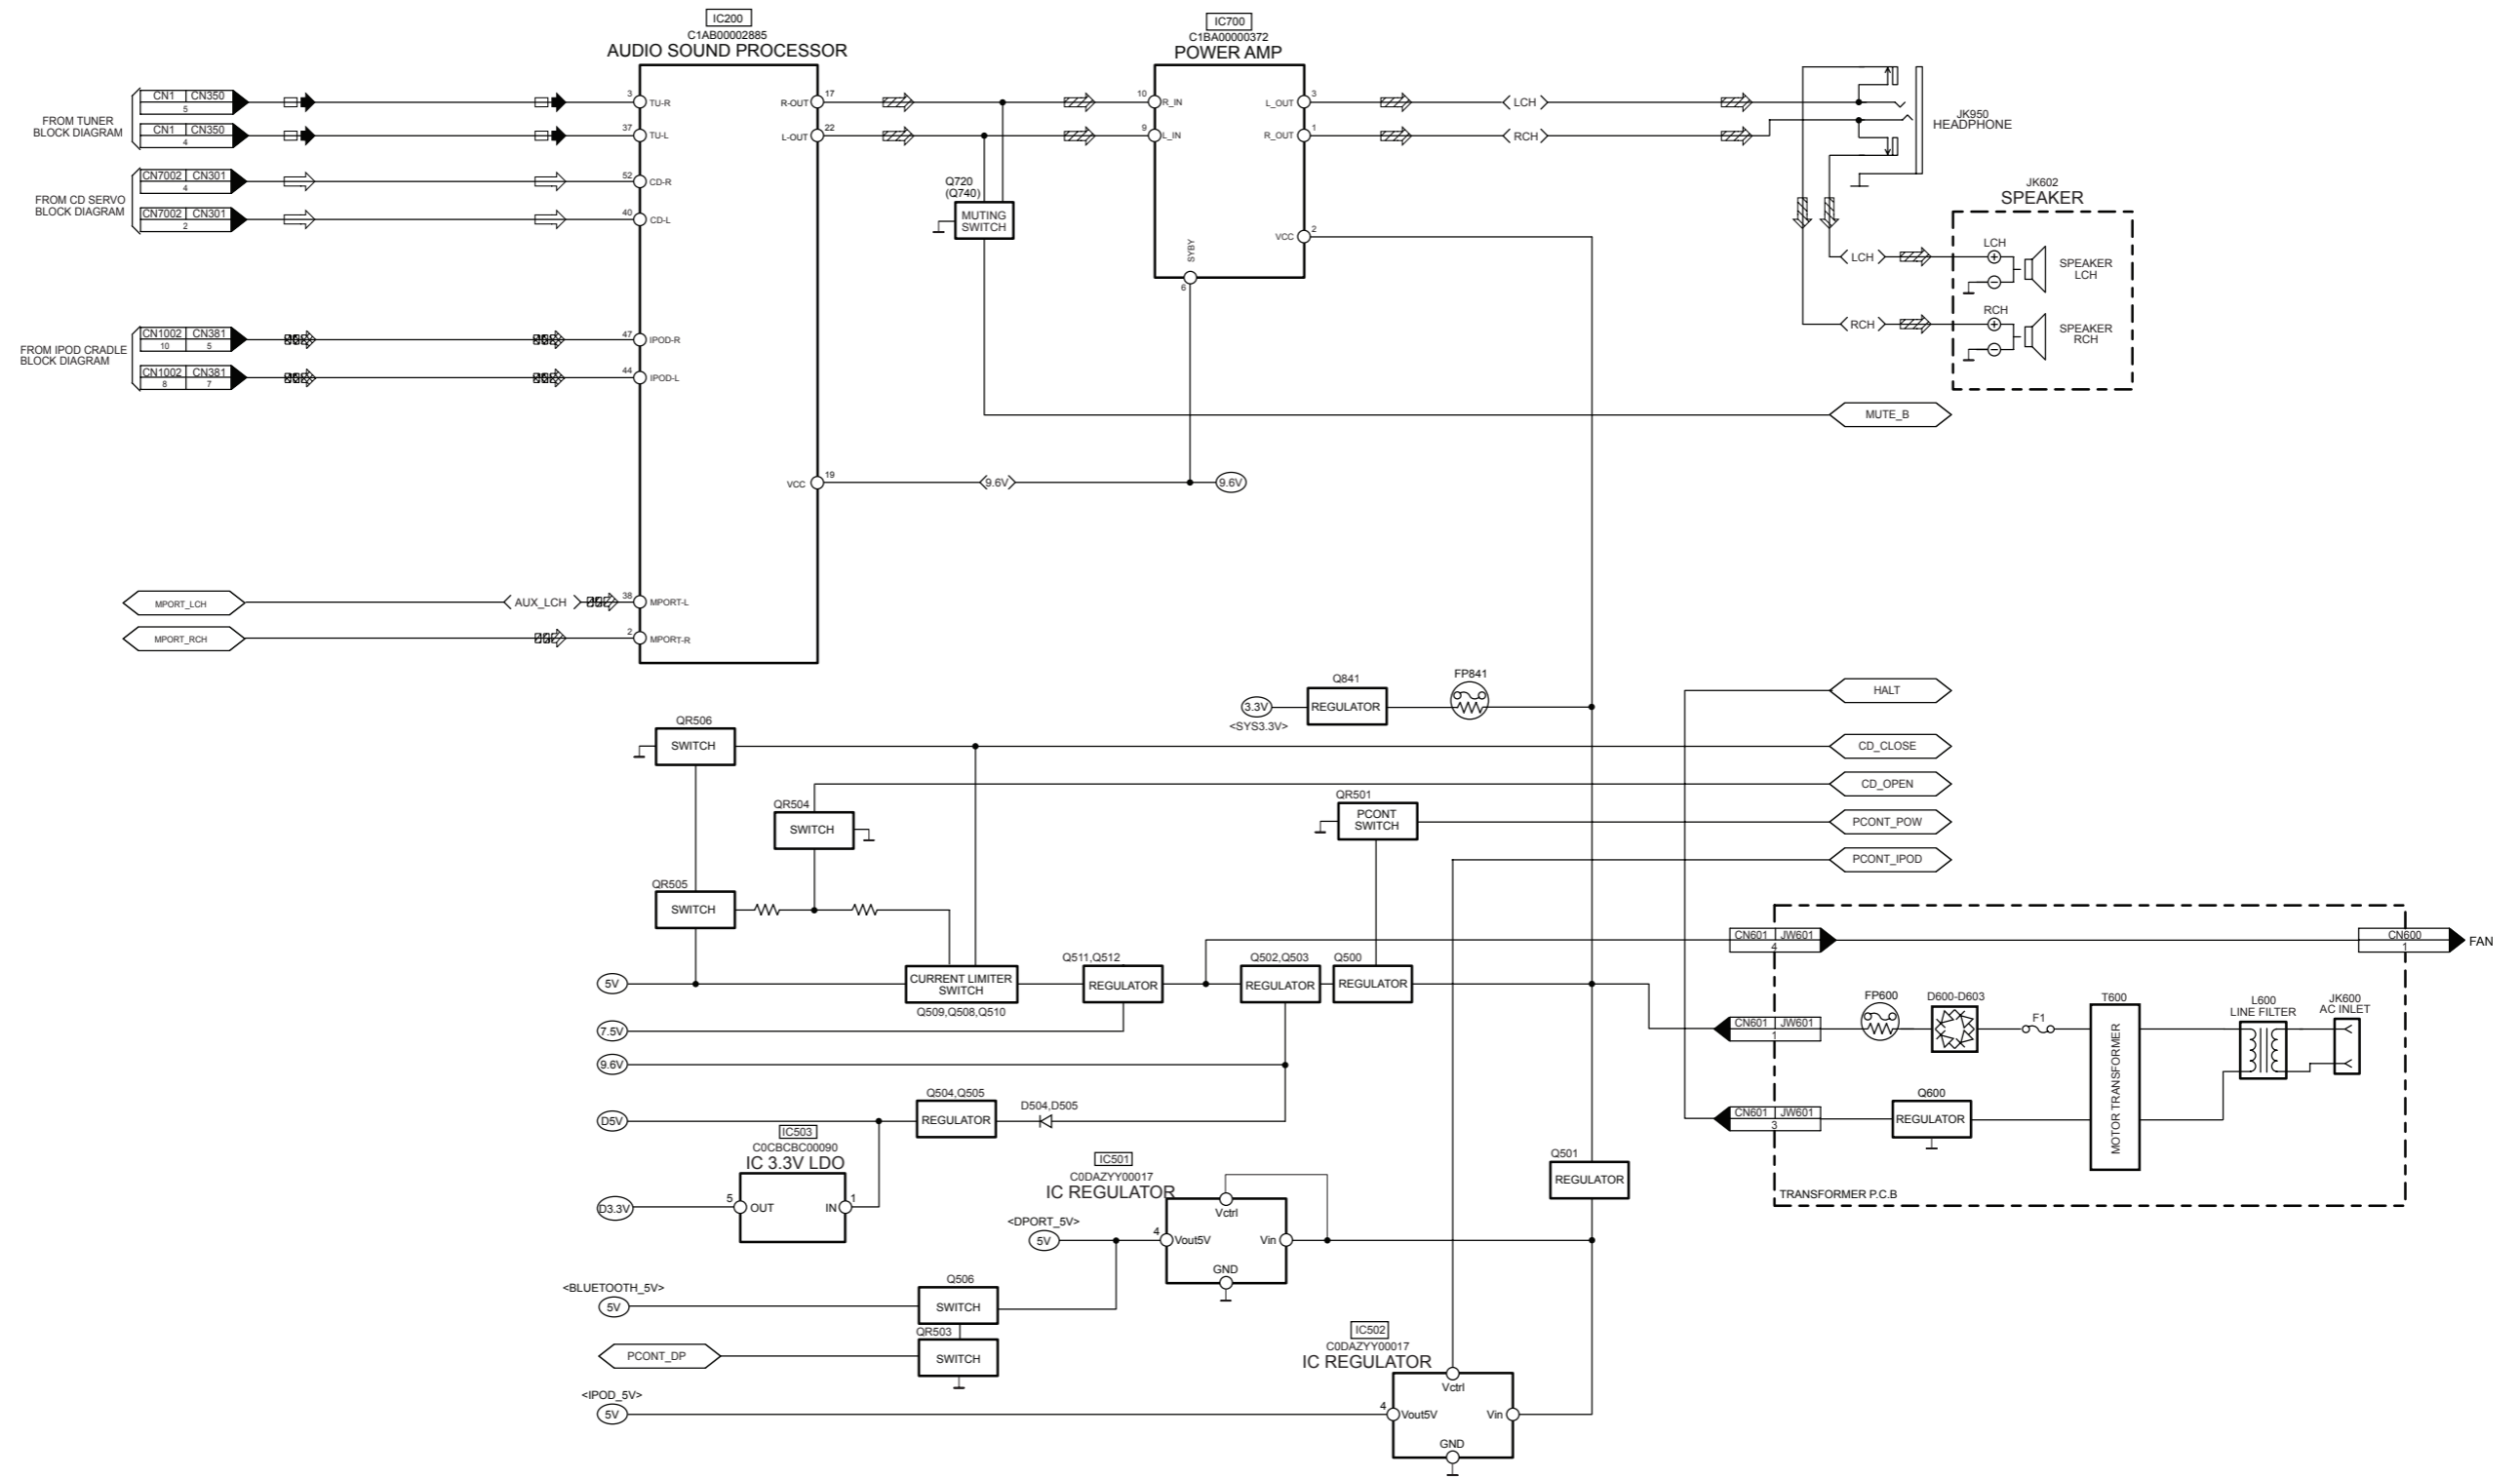 IC200
C1AB00002885
AUDIO SOUND PROCESSOR
IC700
C1BA00000372
POWER AMP
FROM TUNER
BLOCK DIAGRAM
CN1 CN350
5
CN1 CN350
4
FROM CD SERVO
BLOCK DIAGRAM
CN7002 CN301
4
CN7002 CN301
2
FROM IPOD CRADLE
BLOCK DIAGRAM
CN1002 CN381
10 5
CN1002 CN381
8 7
MPORT_LCH
AUX_LCH
MPORT_RCH
3 TU-R
37 TU-L
52 CD-R
40 CD-L
47 IPOD-R
44 IPOD-L
38 MPORT-L
2 MPORT-R
R-OUT 17
L-OUT 22
VCC 19
Q720
(Q740)
MUTING
SWITCH
10 R_IN
9 L_IN
L_OUT 3
R_OUT 1
VCC 2
SYBY
6
LCH
RCH
JK950
HEADPHONE
JK602
SPEAKER
LCH
LCH
SPEAKER
LCH
RCH
RCH
SPEAKER
RCH
MUTE_B
9.6V
9.6V
Q841
REGULATOR
FP841
3.3V
<SYS3.3V>
HALT
QR506
SWITCH
CD_CLOSE
CD_OPEN
QR504
SWITCH
QR501
PCONT
SWITCH
PCONT_POW
PCONT_IPOD
QR505
SWITCH
5V
CURRENT LIMITER
SWITCH
Q509,Q508,Q510
Q511,Q512
REGULATOR
Q502,Q503
REGULATOR
Q500
REGULATOR
CN601 JW601
4
CN600
1
FAN
7.5V
9.6V
CN601 JW601
1
FP600
D600-D603
F1
T600
MOTOR TRANSFORMER
L600
LINE FILTER
JK600
AC INLET
CN601 JW601
3
Q600
REGULATOR
TRANSFORMER P.C.B
D5V
Q504,Q505
REGULATOR
D504,D505
IC503
C0CBCBC00090
IC 3.3V LDO
D3.3V
5 OUT
IN 1
IC501
C0DAZYY00017
IC REGULATOR
Vctrl
<DPORT_5V>
5V
4 Vout5V
Vin
GND
Q501
REGULATOR
<BLUETOOTH_5V>
5V
Q506
SWITCH
QR503
SWITCH
PCONT_DP
IC502
C0DAZYY00017
IC REGULATOR
Vctrl
<IPOD_5V>
5V
4 Vout5V
Vin
GND